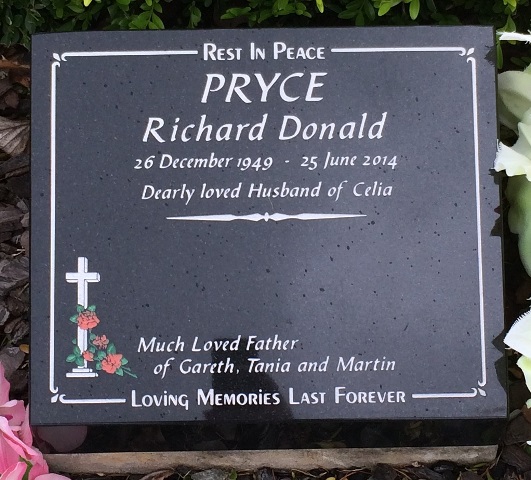 Rest In Peace
PRYCE
Richard Donald
26 December 1949 - 25 June 2014
Dearly loved Husband of Celia
Much Loved Father
of Gareth, Tania and Martin
Loving Memories Last Forever